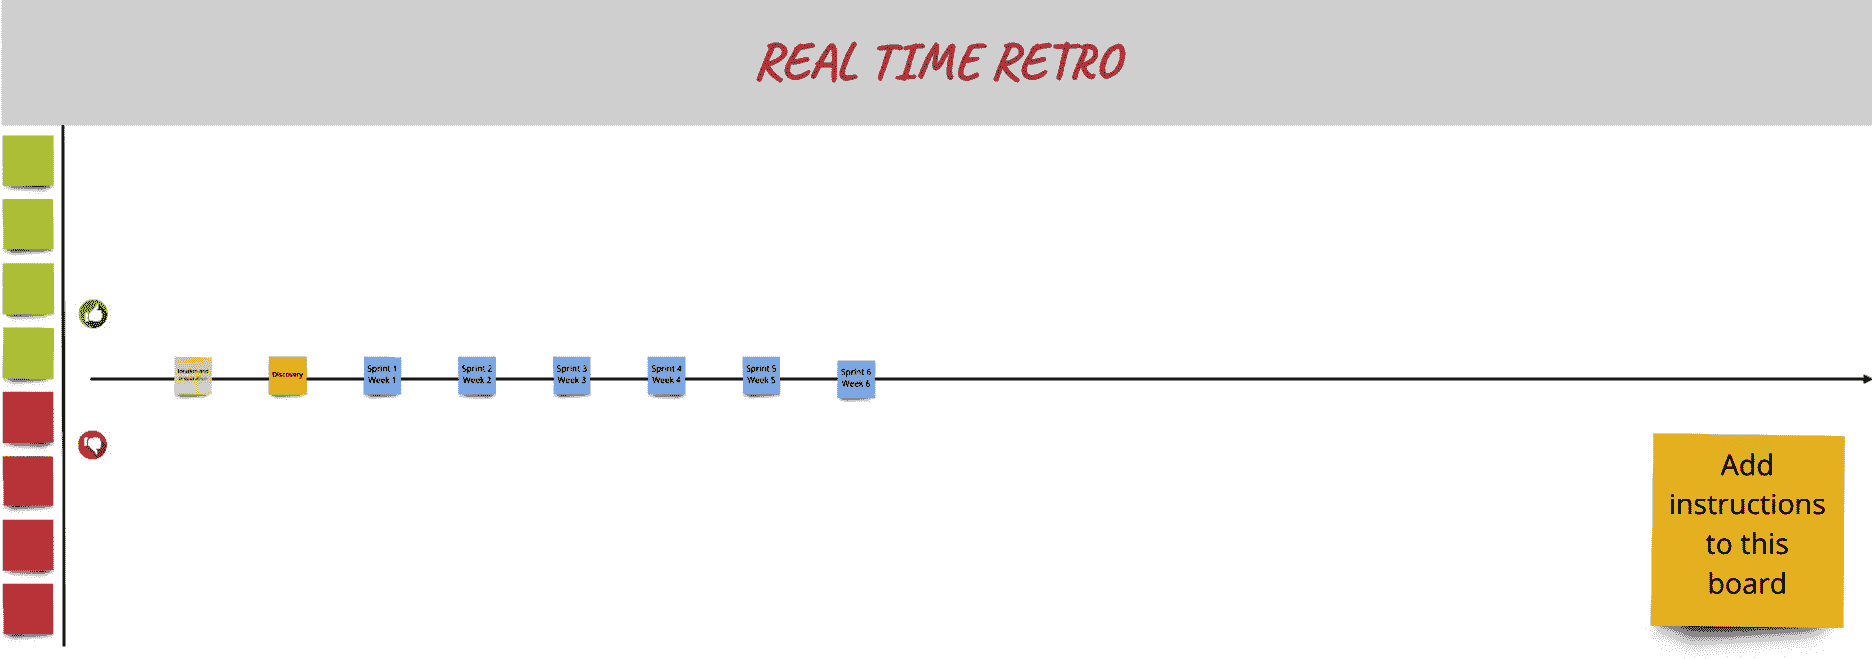 REAL TIME RETRO
Discovery
Sprint 1
Week 1
Sprint 2
Week 2
Sprint 3
Week 3
Sprint 4
Week 4
Sprint 5
Week 5
Sprint 6
Week 6
Add
instructions
to this
board